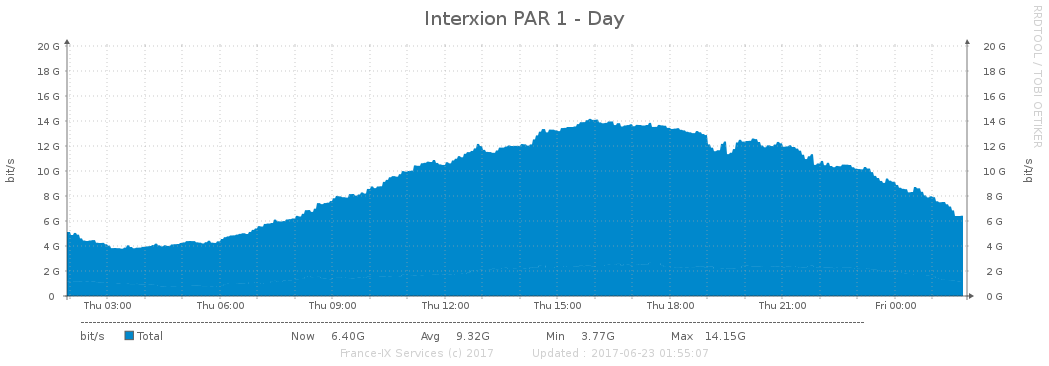 Interxion PAR 1 - Day
RRDTOOL / TOBI OETIKER
bit/s
20 G 20 G
18 G 18 G
16 G 16 G
14 G 14 G
12 G 12 G
10 G 10 G
8 G 8 G
6 G 6 G
4 G 4 G
2 G 2 G
0 0 G
bit/s
Thu 03:00 Thu 06:00 Thu 09:00 Thu 12:00 Thu 15:00 Thu 18:00 Thu 21:00 Fri 00:00
bit/s Total Now 6.40G Avg 9.32G Min 3.77G Max 14.15G
France-IX Services (c) 2017 Updated : 2017-06-23 01:55:07